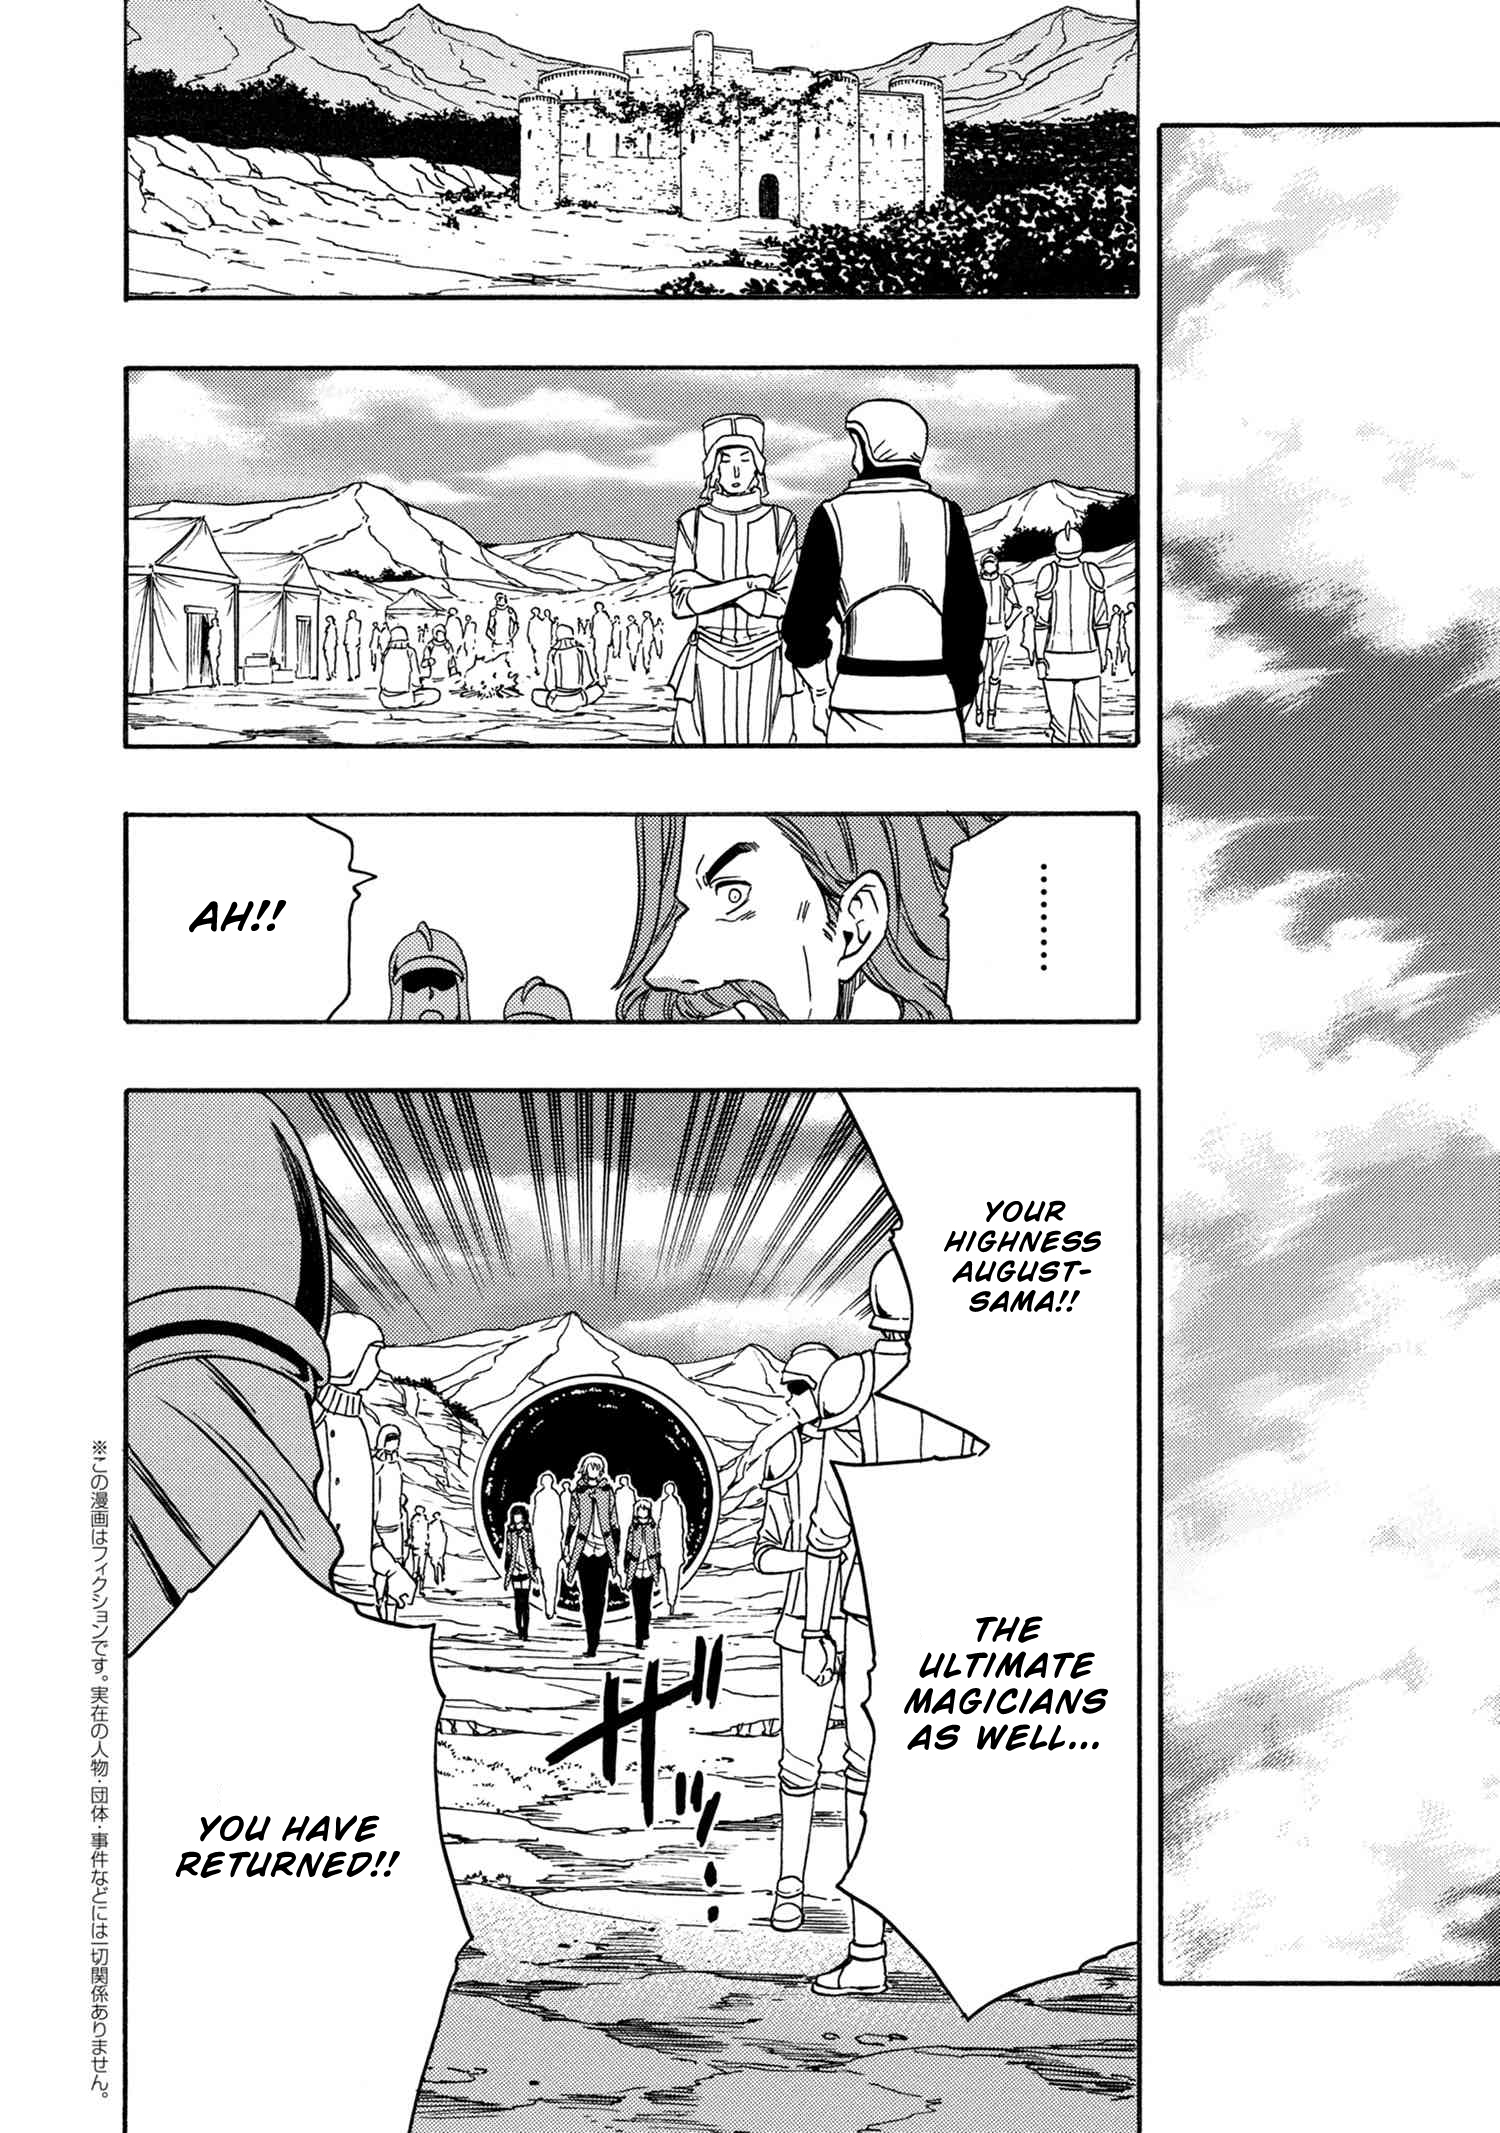 .........
AH!!
YOUR
HIGHNESS
AUGUST-
SAMA!!
THE
ULTIMATE
MAGICIANS
AS WELL...
ザッ
YOU HAVE
RETURNED!!
※この漫画はフィクションです。実在の人物・団体・事件などには一切関係ありません。